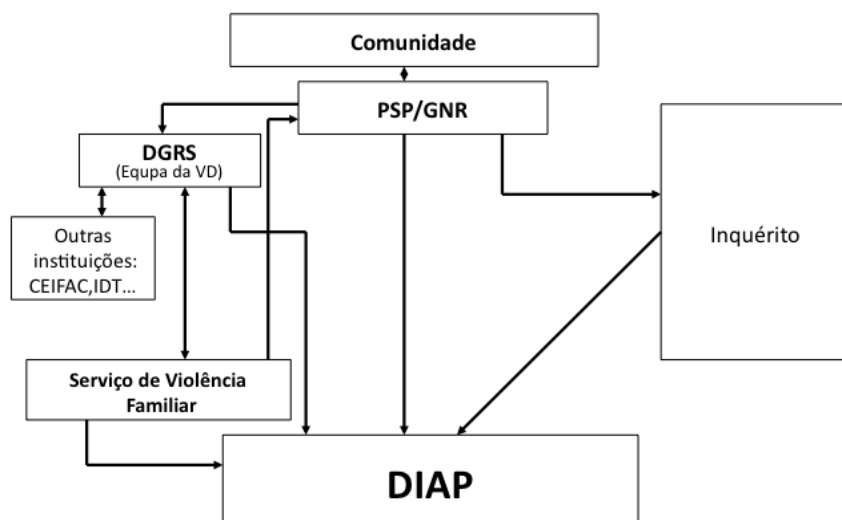 Comunidade
PSP/GNR
DGRS
(Equpa da VD)
Outras
instituições:
CEIFAC,IDT...
Inquérito
Serviço de Violência
Familiar
DIAP